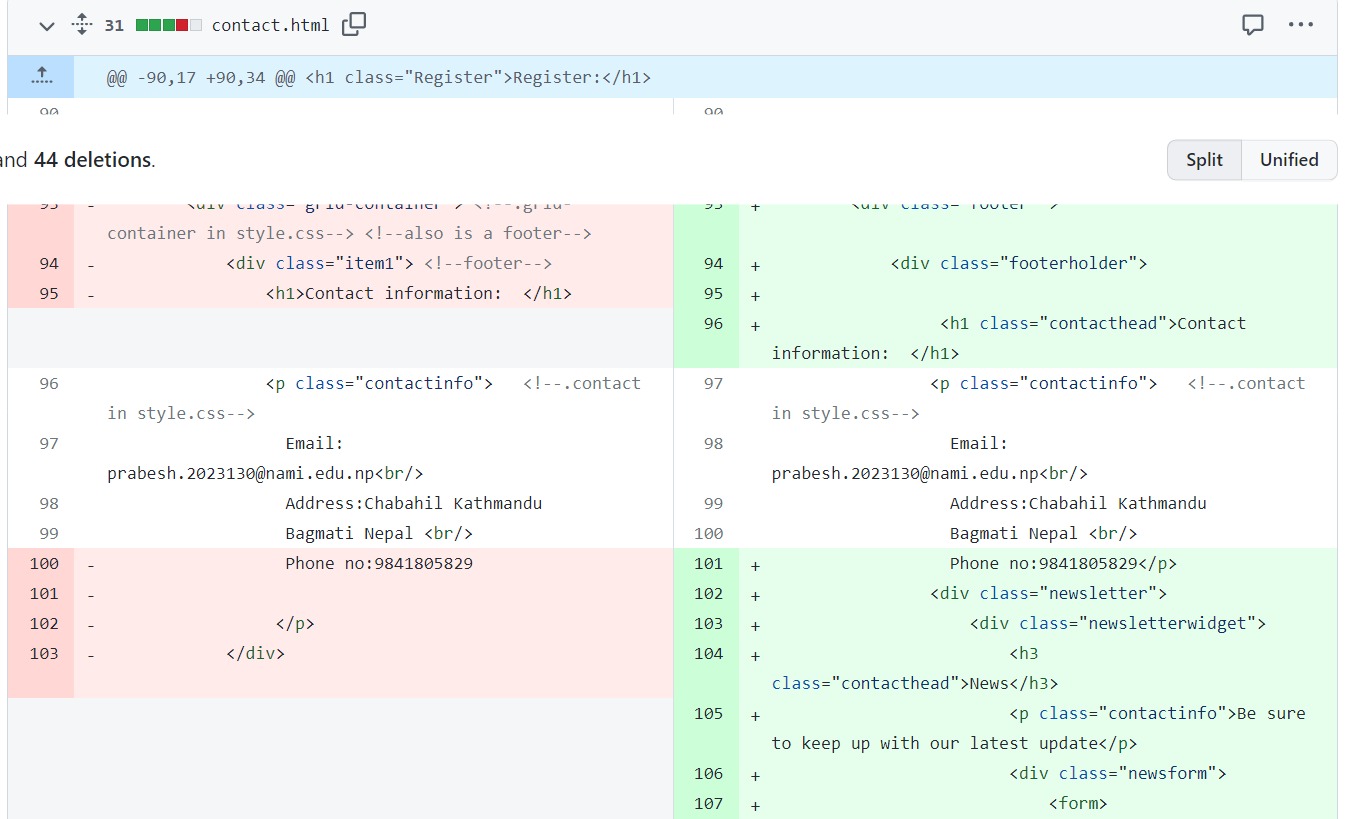 31 contact.html
@@ -90,17 +90,34 @@ <h1 class="Register">Register:</h1>
90 90
and 44 deletions.
Split Unified
93 - <div class="grid-container"> <!--.grid-
container in style.css--> <!--also is a footer-->
94 - <div class="item1"> <!--footer-->
95 - <h1>Contact information:  </h1>
96 <p class="contactinfo">   <!--.contact
in style.css-->
97 Email:
prabesh.2023130@nami.edu.np<br/>
98 Address:Chabahil Kathmandu
99 Bagmati Nepal <br/>
100 - Phone no:9841805829
101 -
102 - </p>
103 - </div>
93 + <div class="footer">
94 + <div class="footerholder">
95 +
96 + <h1 class="contacthead">Contact
information:  </h1>
97 <p class="contactinfo">   <!--.contact
in style.css-->
98 Email:
prabesh.2023130@nami.edu.np<br/>
99 Address:Chabahil Kathmandu
100 Bagmati Nepal <br/>
101 + Phone no:9841805829</p>
102 + <div class="newsletter">
103 + <div class="newsletterwidget">
104 + <h3
class="contacthead">News</h3>
105 + <p class="contactinfo">Be sure
to keep up with our latest update</p>
106 + <div class="newsform">
107 + <form>